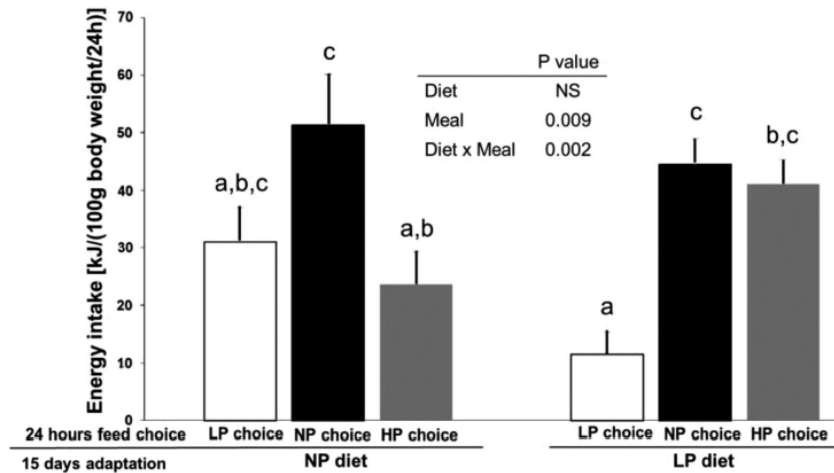 Energy intake [kJ/(100g body weight/24h)]
70
60
50
40
30
20
10
0
a,b,c
c
a,b
a
c
b,c
P value
Diet NS
Meal 0.009
Diet x Meal 0.002
24 hours feed choice LP choice NP choice HP choice LP choice NP choice HP choice
15 days adaptation NP diet LP diet